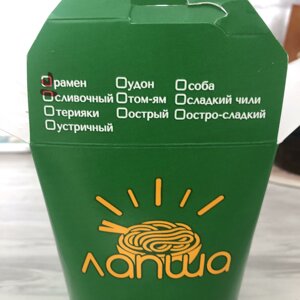 рамен удон соба
сливочный том-ям сладкий чили
терияки острый остро-сладкий
устричный
лапша